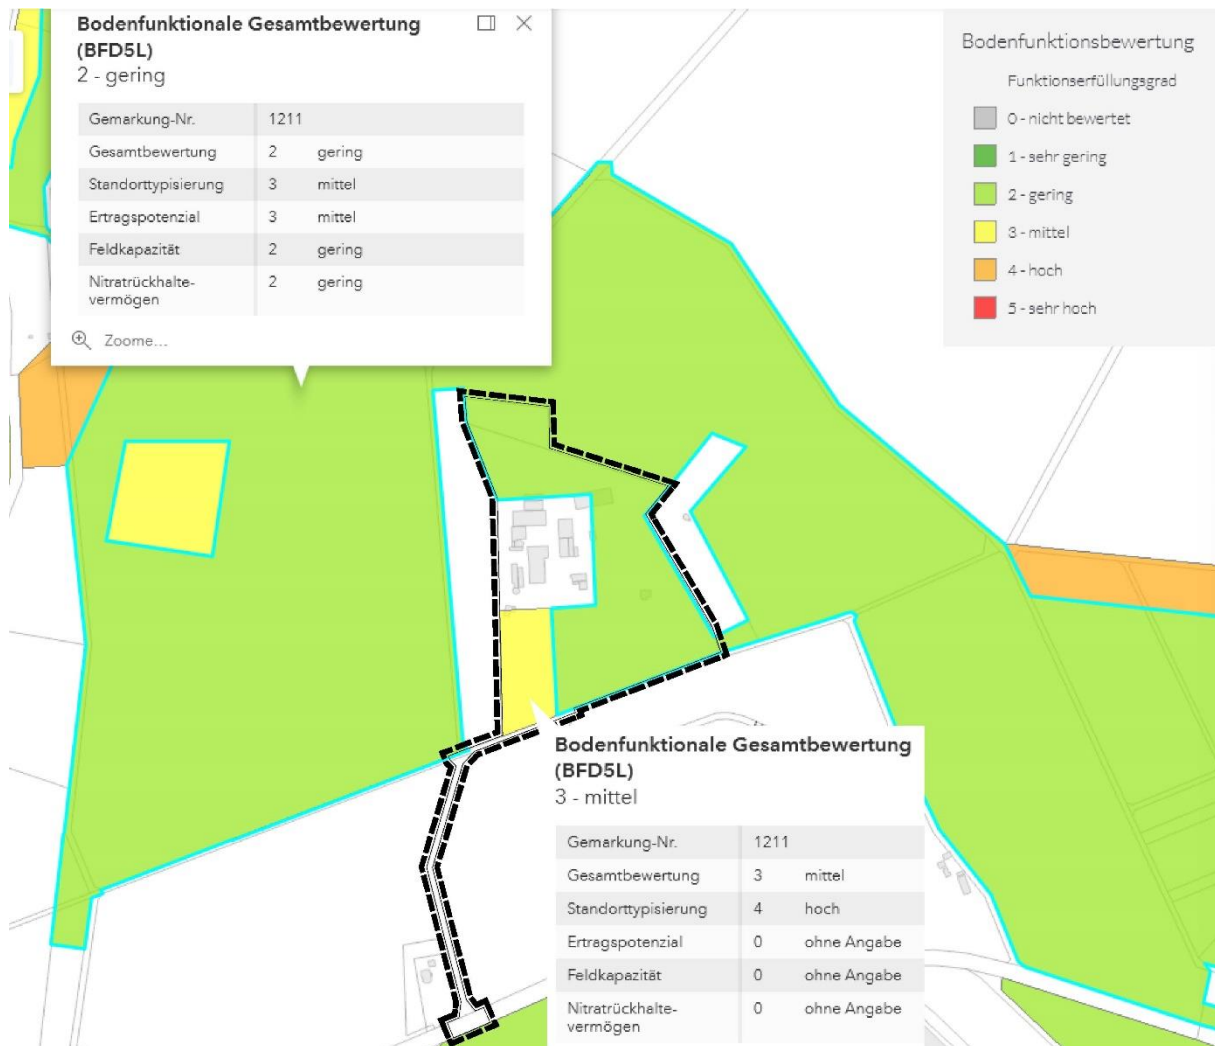 Bodenfunktionale Gesamtbewertung
(BFD5L)
2 - gering
Gemarkung-Nr. 1211
Gesamtbewertung 2 gering
Standorttypisierung 3 mittel
Ertragspotenzial 3 mittel
Feldkapazität 2 gering
Nitratrückhalte-
vermögen 2 gering
Zoome...
Bodenfunktionsbewertung
Funktionserfüllungsgrad
0 - nicht bewertet
1 - sehr gering
2 - gering
3 - mittel
4 - hoch
5 - sehr hoch
Bodenfunktionale Gesamtbewertung
(BFD5L)
3 - mittel
Gemarkung-Nr. 1211
Gesamtbewertung 3 mittel
Standorttypisierung 4 hoch
Ertragspotenzial 0 ohne Angabe
Feldkapazität 0 ohne Angabe
Nitratrückhalte-
vermögen 0 ohne Angabe